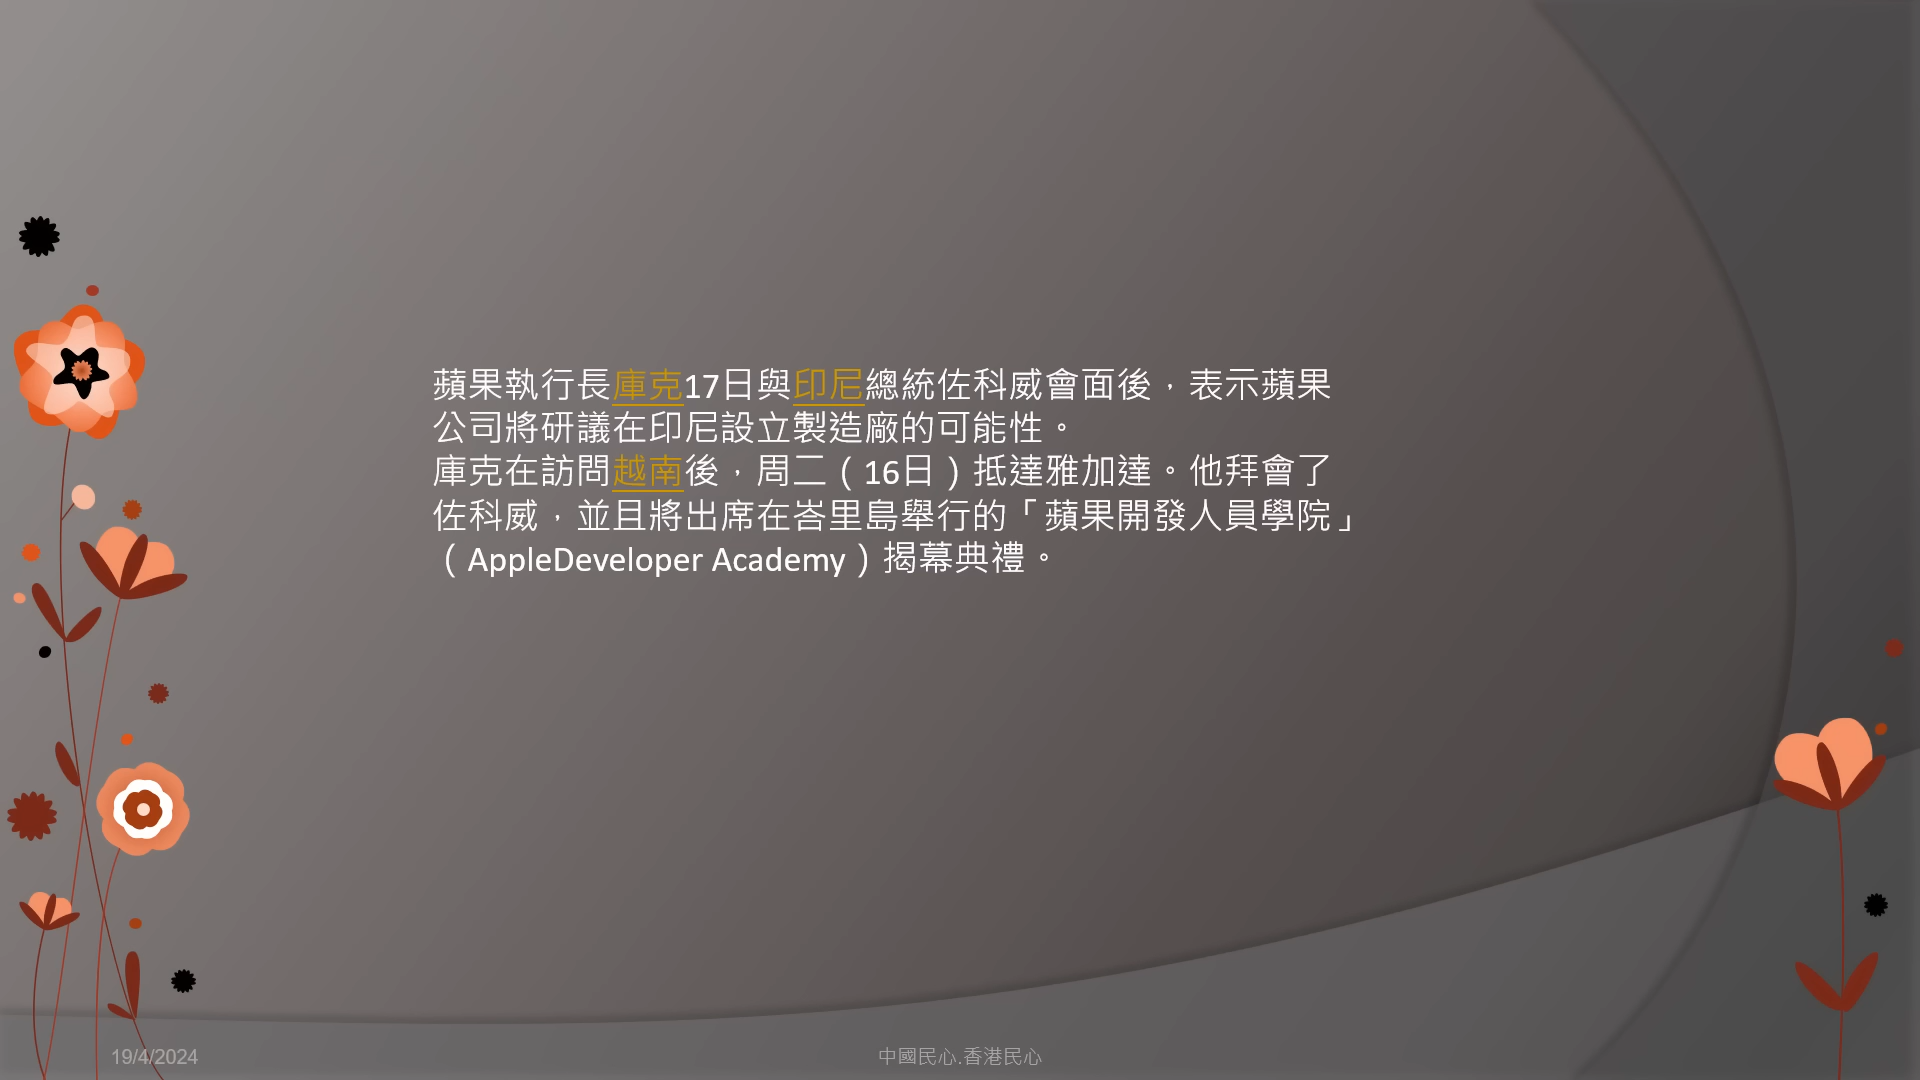 蘋果執行長庫克17日與印尼總統佐科威會面後，表示蘋果
公司將研議在印尼設立製造廠的可能性。
庫克在訪問越南後，周二（16日）抵達雅加達。他拜會了
佐科威，並且將出席在峇里島舉行的「蘋果開發人員學院」
（AppleDeveloper Academy）揭幕典禮。
19/4/2024
中國民心.香港民心